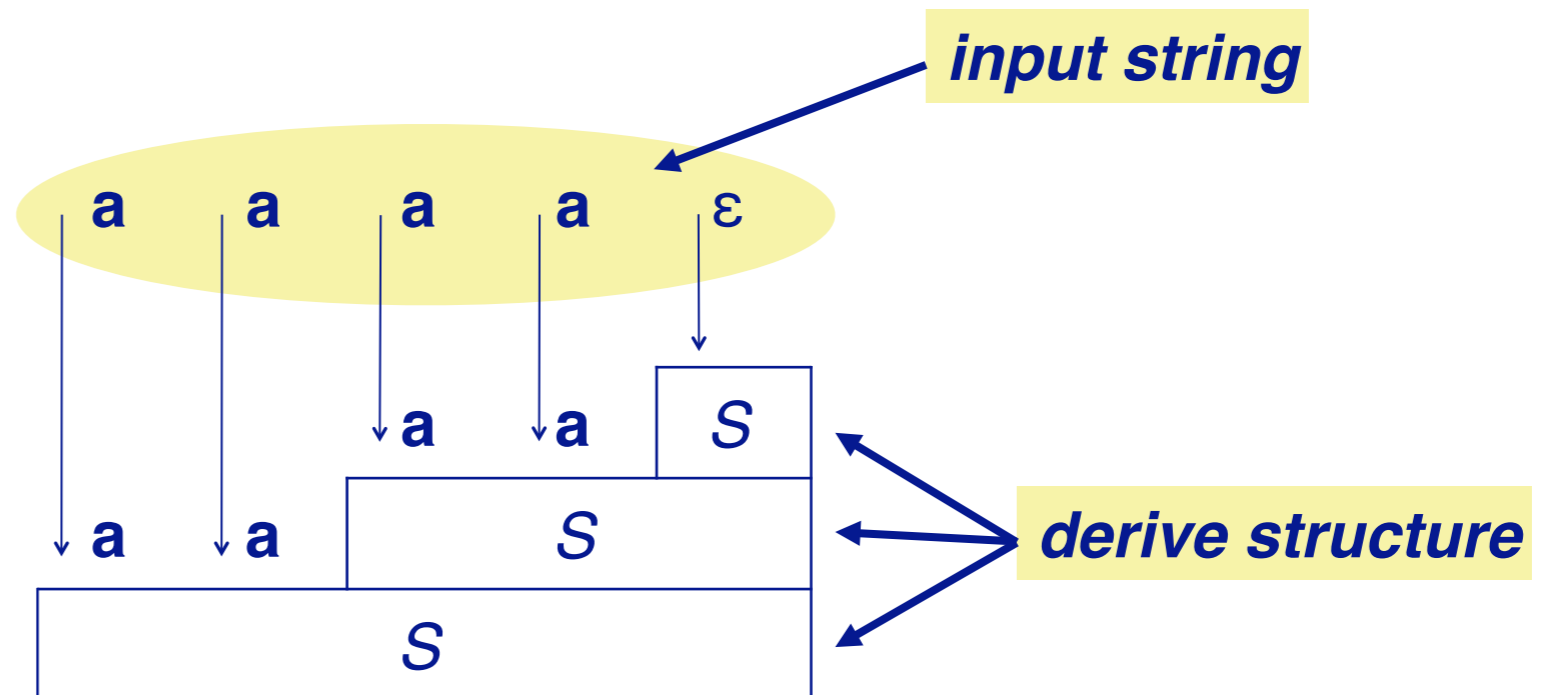 input string
a a a a ε
a a S
a a S
derive structure
S